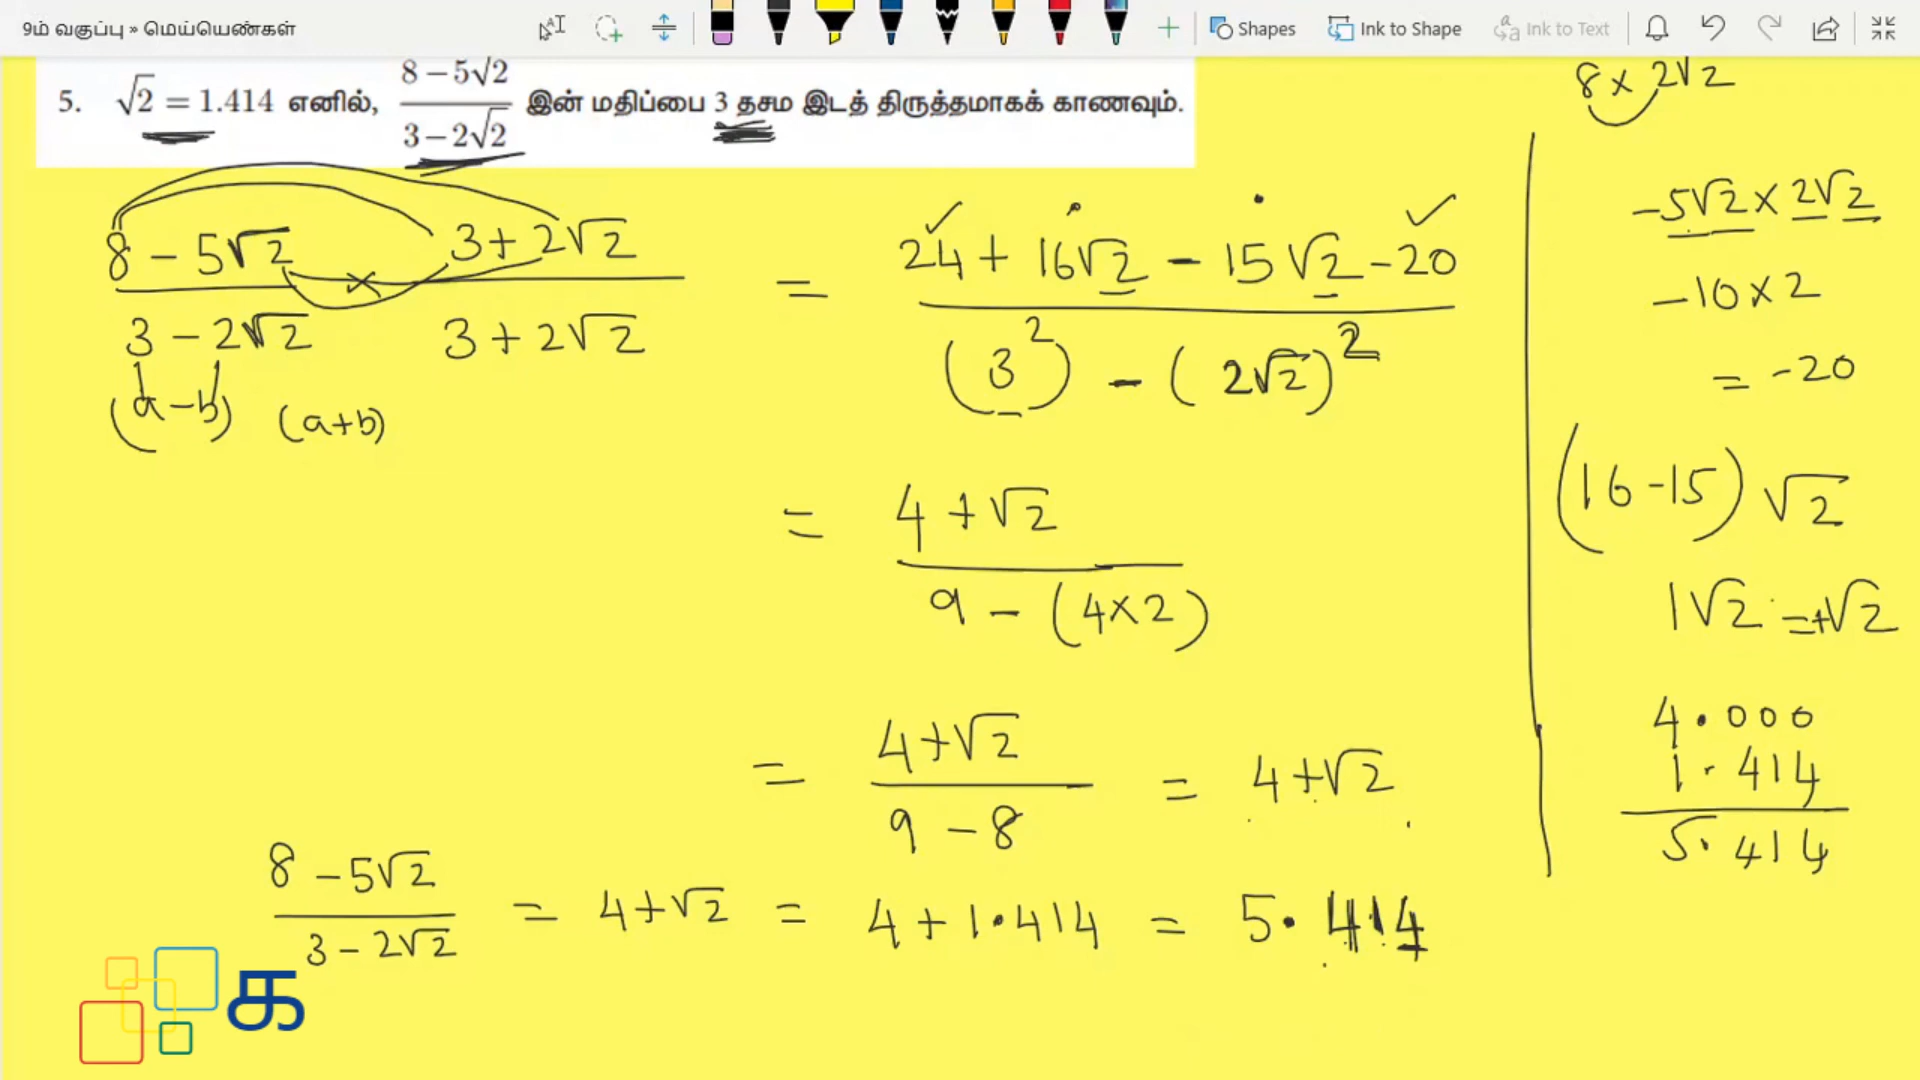 9ம் வகுப்பு » மெய்யெண்கள்
Shapes
Ink to Shape
Ink to Text
5. √2 = 1.414 எனில், (8 – 5√2)/(3 – 2√2) இன் மதிப்பை 3 தசம இடத் திருத்தமாகக் காணவும்.
(8 – 5√2)/(3 – 2√2) × (3 + 2√2)/(3 + 2√2) = (24 + 16√2 – 15√2 – 20)/((3²) – (2√2)²)
(a – b) (a+b)
= (4 + √2)/(9 – (4×2))
= (4+√2)/(9 – 8) = 4+√2
(8 – 5√2)/(3 – 2√2) = 4+√2 = 4 + 1.414 = 5.414
8 × 2√2
–5√2 × 2√2
–10 × 2
= –20
(16 –15) √2
1√2 = +√2
4.000
1.414
5.414
க